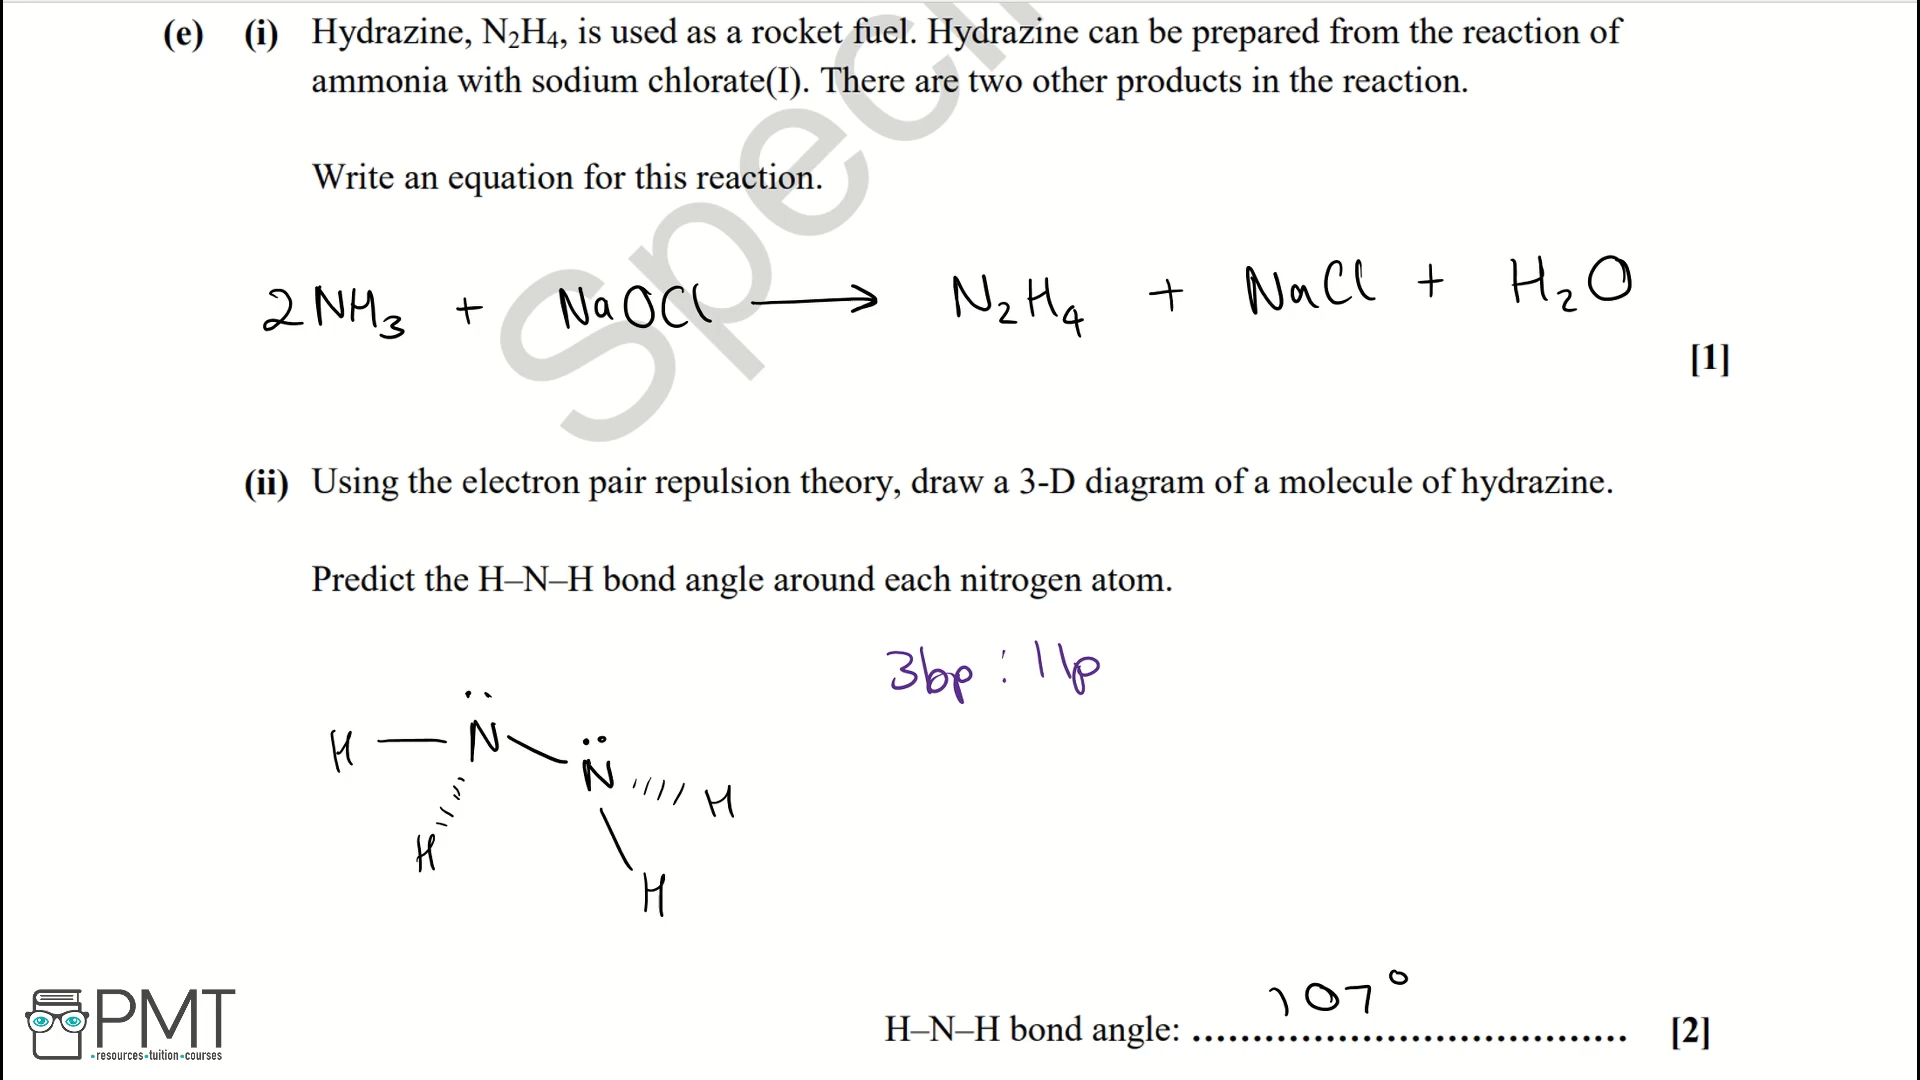 (e) (i) Hydrazine, N₂H₄, is used as a rocket fuel. Hydrazine can be prepared from the reaction of
ammonia with sodium chlorate(I). There are two other products in the reaction.
Write an equation for this reaction.
2NH₃ + NaOCl ⟶ N₂H₄ + NaCl + H₂O
[1]
(ii) Using the electron pair repulsion theory, draw a 3-D diagram of a molecule of hydrazine.
Predict the H–N–H bond angle around each nitrogen atom.
3bp : 1lp
H N
N H
H
H
107°
H–N–H bond angle: .................................... [2]
PMT
resources•tuition•courses
Speci